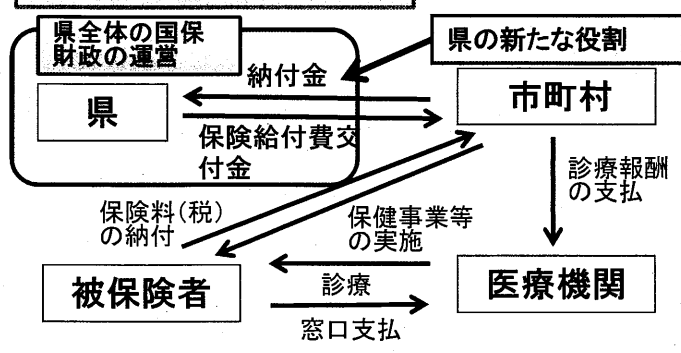 県全体の国保
財政の運営
県の新たな役割
納付金
県
市町村
保険給付費交
付金
診療報酬
の支払
保険料(税)
の納付
保健事業等
の実施
被保険者
診療
医療機関
窓口支払